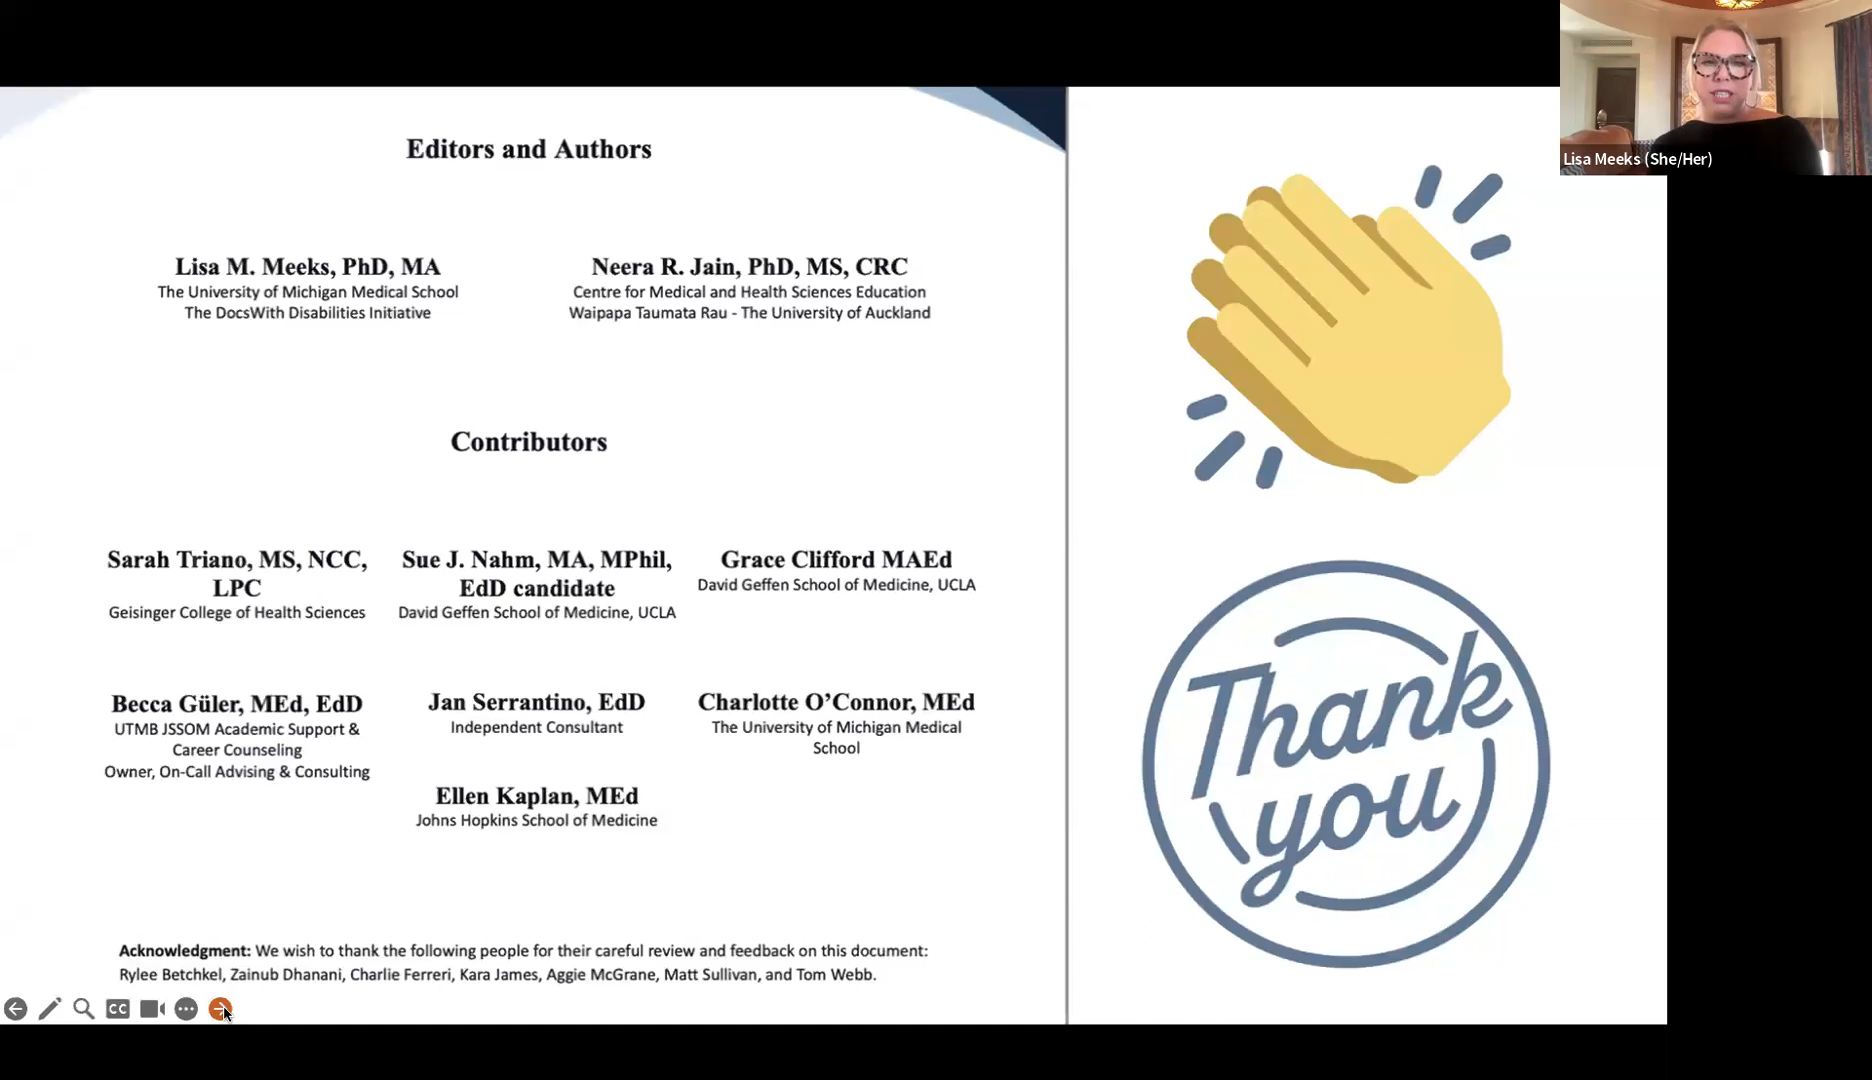 Lisa Meeks (She/Her)
Editors and Authors
Lisa M. Meeks, PhD, MA
The University of Michigan Medical School
The DocsWith Disabilities Initiative
Neera R. Jain, PhD, MS, CRC
Centre for Medical and Health Sciences Education
Waipapa Taumata Rau - The University of Auckland
Contributors
Sarah Triano, MS, NCC,
LPC
Geisinger College of Health Sciences
Sue J. Nahm, MA, MPhil,
EdD candidate
David Geffen School of Medicine, UCLA
Grace Clifford MAEd
David Geffen School of Medicine, UCLA
Becca Güler, MEd, EdD
UTMB JSSOM Academic Support &
Career Counseling
Owner, On-Call Advising & Consulting
Jan Serrantino, EdD
Independent Consultant
Charlotte O’Connor, MEd
The University of Michigan Medical
School
Ellen Kaplan, MEd
Johns Hopkins School of Medicine
Acknowledgment: We wish to thank the following people for their careful review and feedback on this document:
Rylee Betchkel, Zainub Dhanani, Charlie Ferreri, Kara James, Aggie McGrane, Matt Sullivan, and Tom Webb.
Thank
you
CC